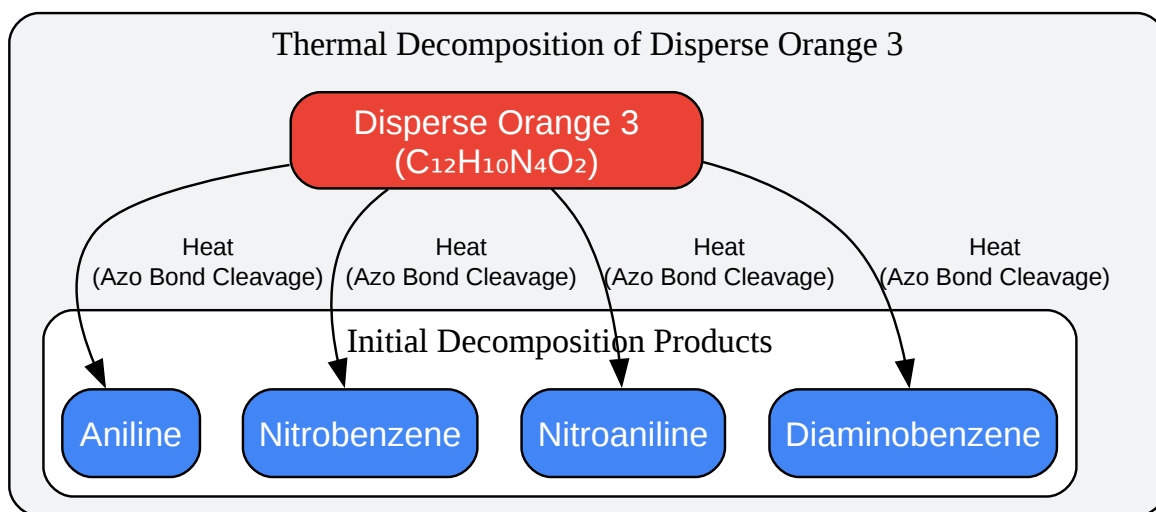 Thermal Decomposition of Disperse Orange 3
Disperse Orange 3
(C₁₂H₁₀N₄O₂)
Heat
(Azo Bond Cleavage)
Heat
(Azo Bond Cleavage)
Heat
(Azo Bond Cleavage)
Heat
(Azo Bond Cleavage)
Initial Decomposition Products
Aniline
Nitrobenzene
Nitroaniline
Diaminobenzene